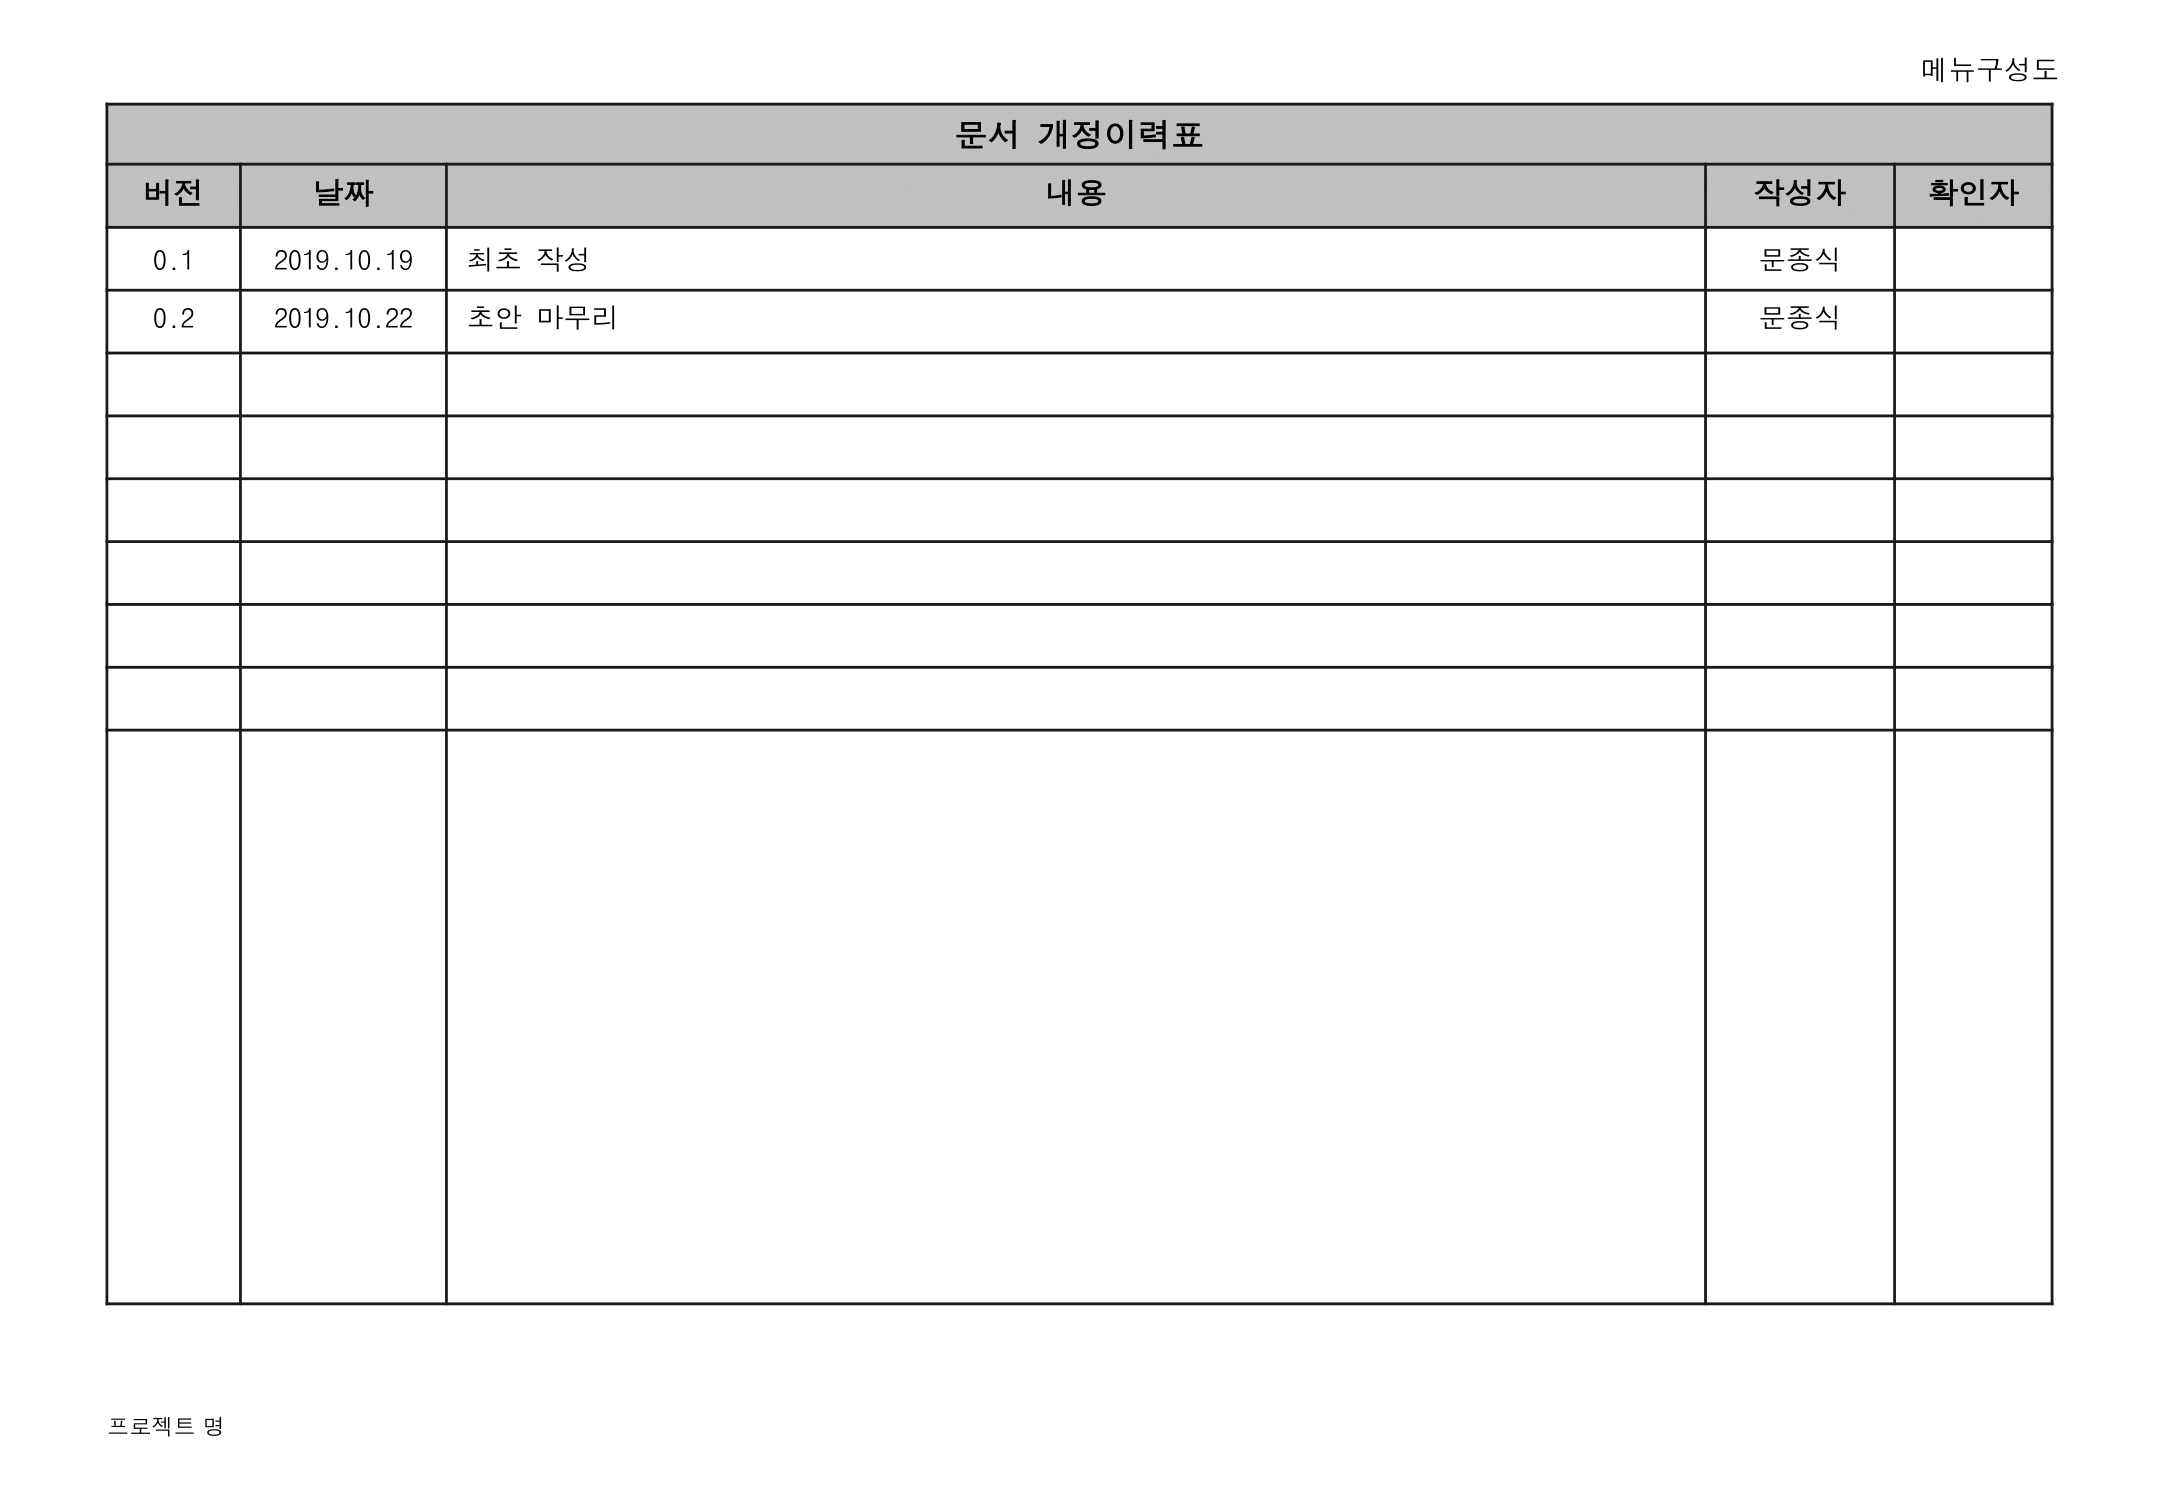 메뉴구성도
문서 개정이력표
버전 날짜 내용 작성자 확인자
0.1 2019.10.19 최초 작성 문종식
0.2 2019.10.22 초안 마무리 문종식
프로젝트 명